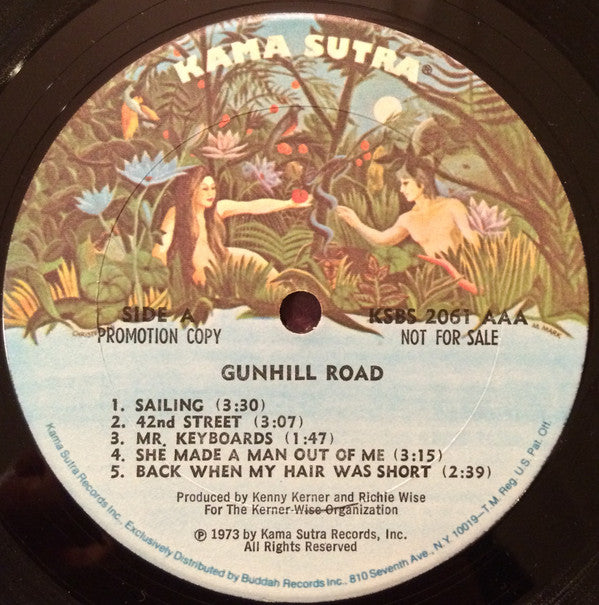 KAMA SUTRA®
SIDE A
PROMOTION COPY
KSBS 2061 AAA
NOT FOR SALE
M. MARK
GUNHILL ROAD
1. SAILING (3:30)
2. 42nd STREET (3:07)
3. MR. KEYBOARDS (1:47)
4. SHE MADE A MAN OUT OF ME (3:15)
5. BACK WHEN MY HAIR WAS SHORT (2:39)
Produced by Kenny Kerner and Richie Wise
For The Kerner-Wise Organization
℗ 1973 by Kama Sutra Records, Inc.
All Rights Reserved
Kama Sutra Records Inc., Exclusively Distributed by Buddah Records Inc., 810 Seventh Ave., N.Y. 10019–T.M. Reg. U.S. Pat. Off.